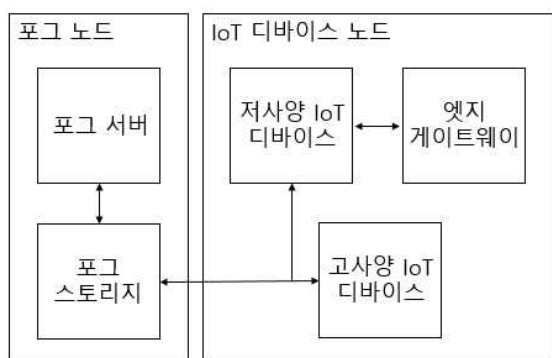 포그 노드
IoT 디바이스 노드
포그 서버
저사양 IoT
디바이스
엣지
게이트웨이
포그
스토리지
고사양 IoT
디바이스